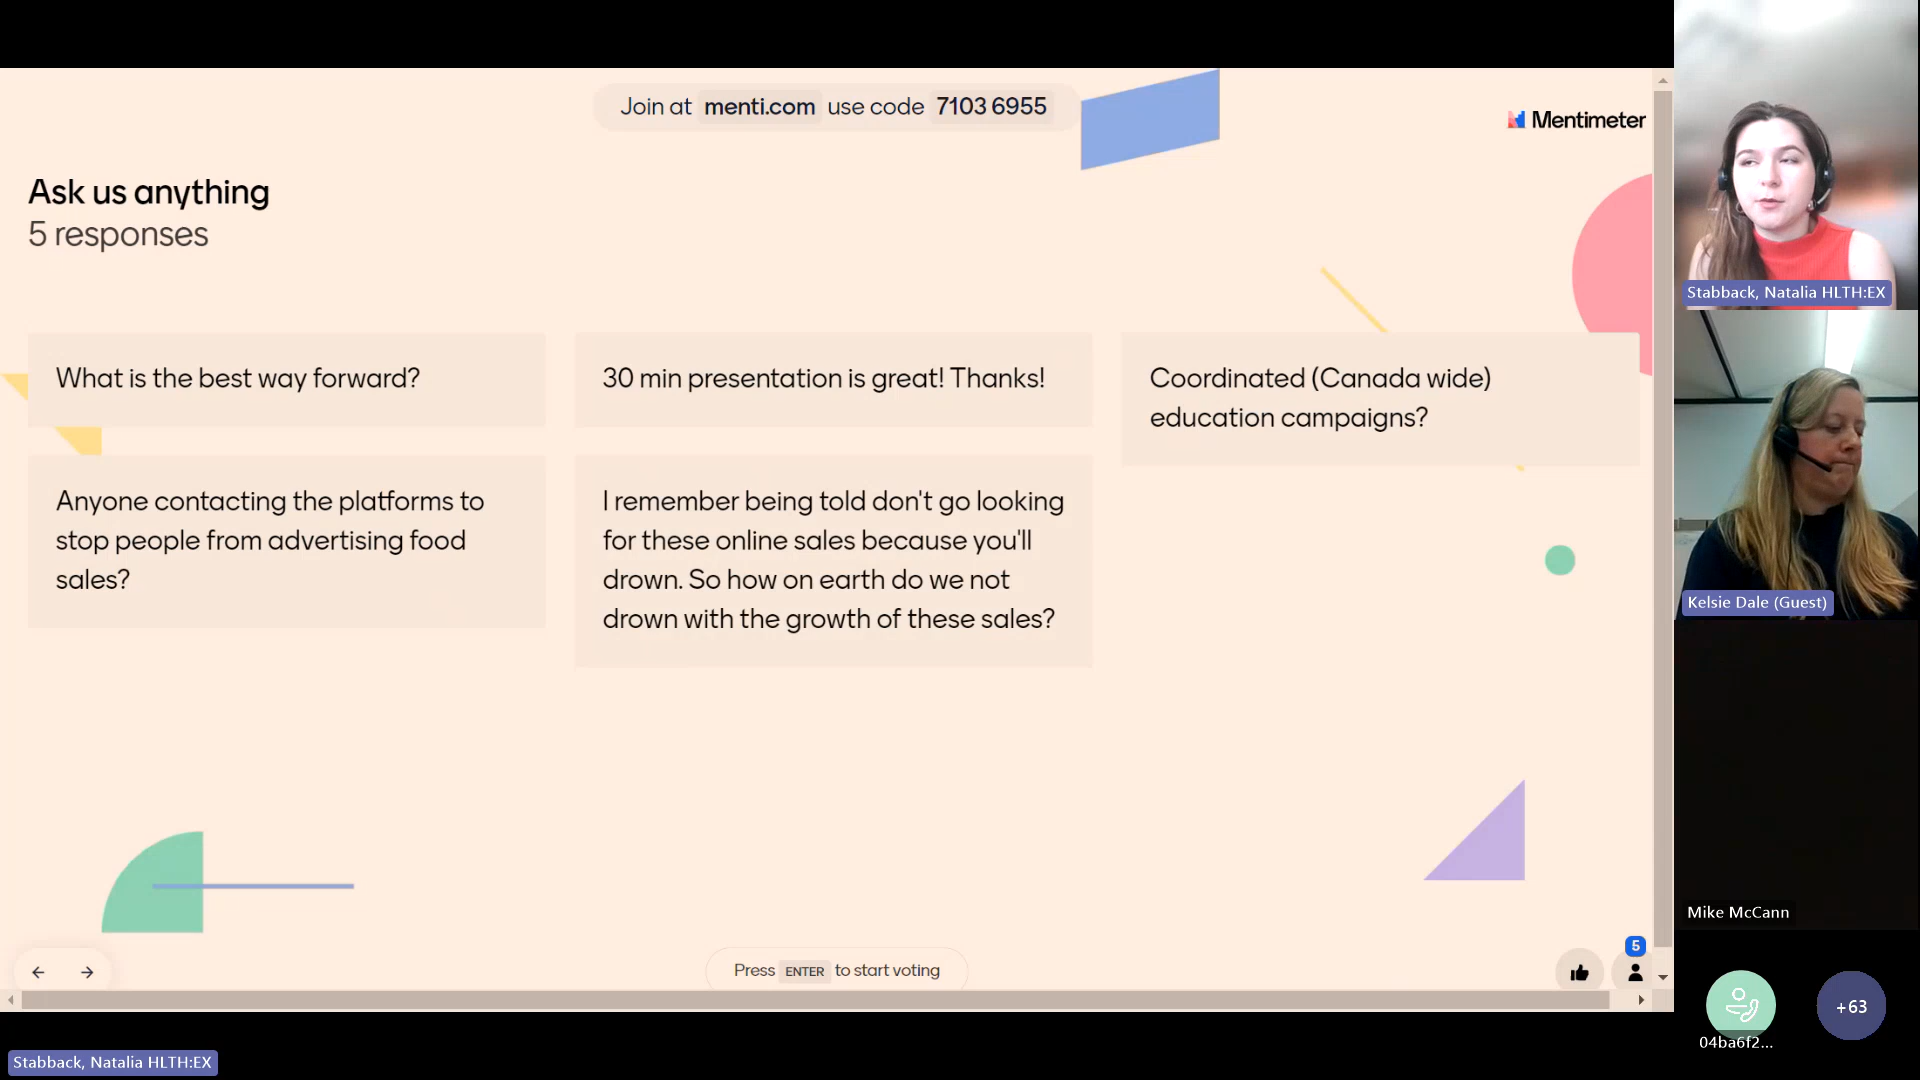 Join at menti.com use code 7103 6955
Mentimeter
Ask us anything
5 responses
What is the best way forward?
30 min presentation is great! Thanks!
Coordinated (Canada wide)
education campaigns?
Anyone contacting the platforms to
stop people from advertising food
sales?
I remember being told don't go looking
for these online sales because you'll
drown. So how on earth do we not
drown with the growth of these sales?
Press ENTER to start voting
5
Stabback, Natalia HLTH:EX
Kelsie Dale (Guest)
Mike McCann
04ba6f2...
+63
Stabback, Natalia HLTH:EX